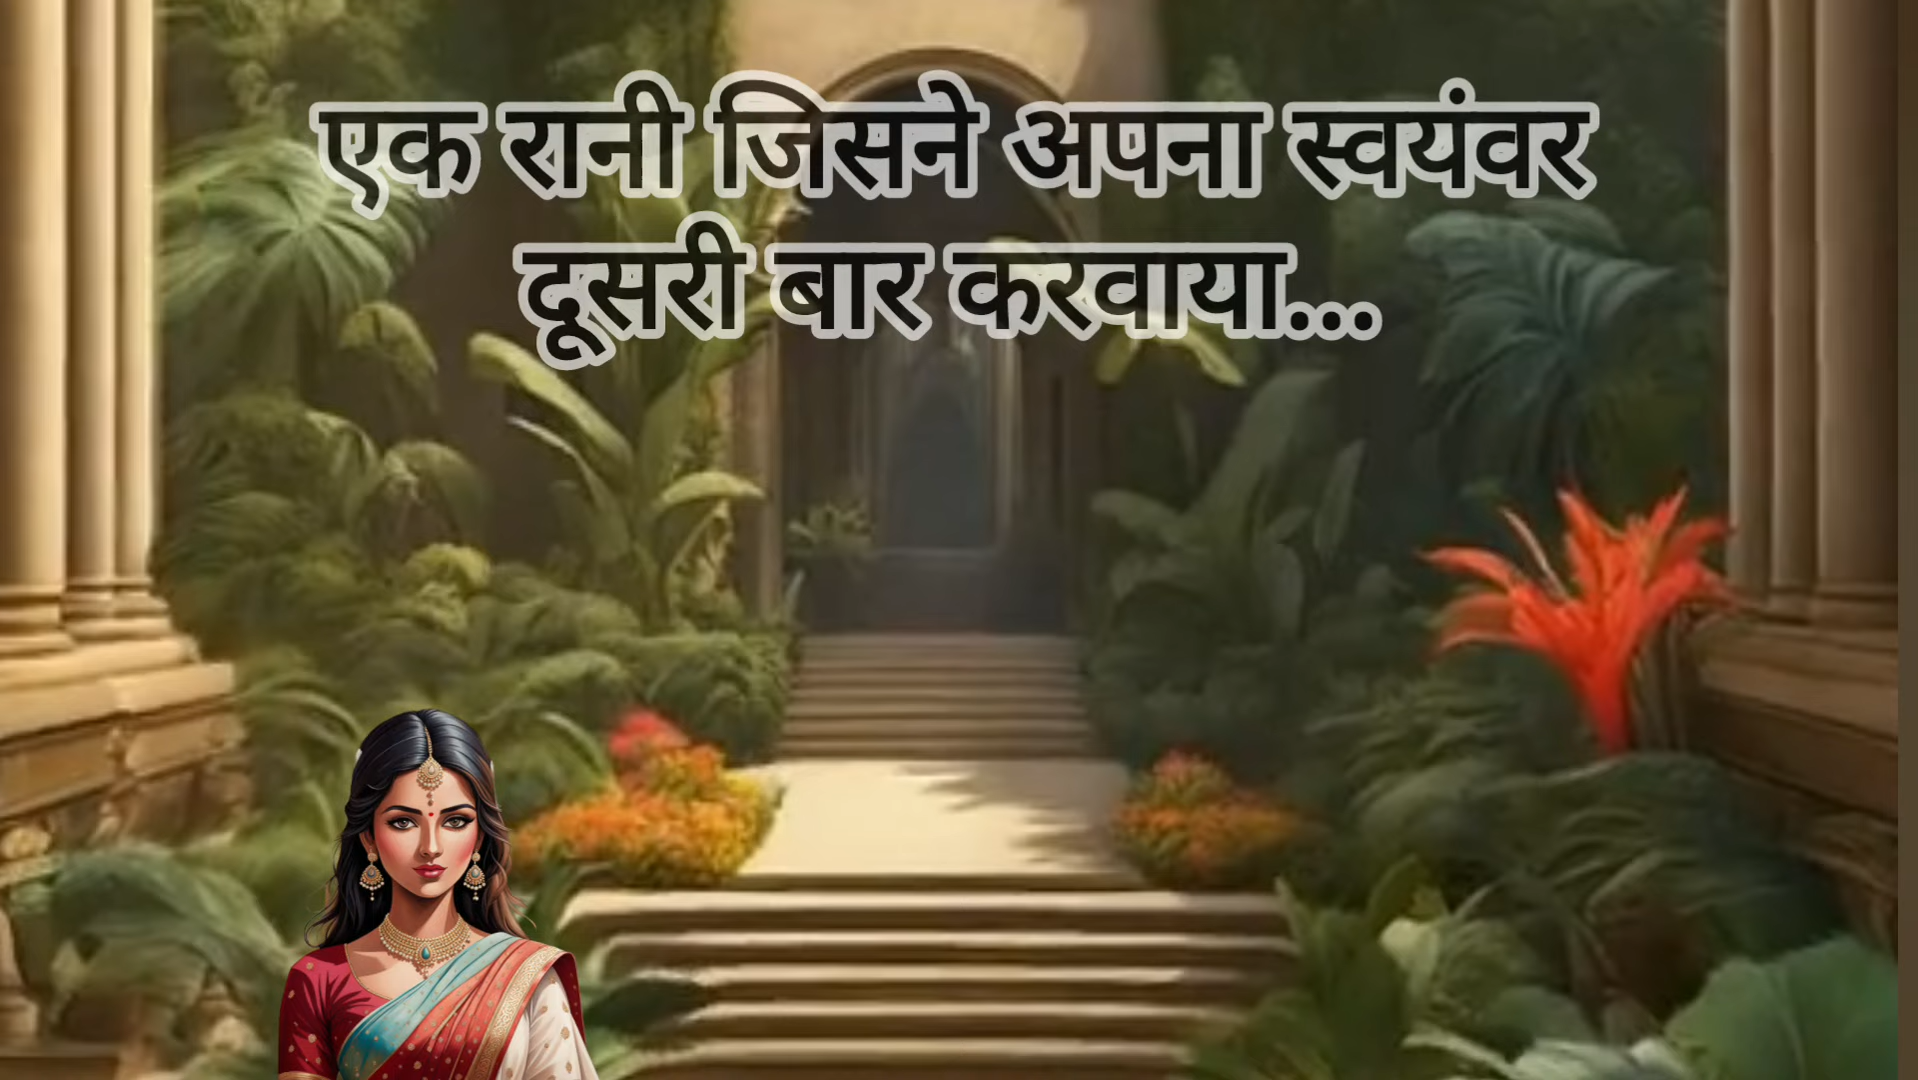 एक रानी जिसने अपना स्वयंवर
दूसरी बार करवाया...